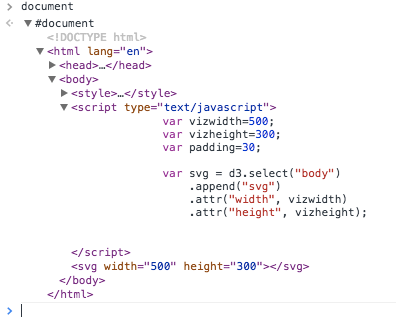 document
#document
<!DOCTYPE html>
<html lang="en">
<head>…</head>
<body>
<style>…</style>
<script type="text/javascript">
var vizwidth=500;
var vizheight=300;
var padding=30;
var svg = d3.select("body")
.append("svg")
.attr("width", vizwidth)
.attr("height", vizheight);
</script>
<svg width="500" height="300"></svg>
</body>
</html>